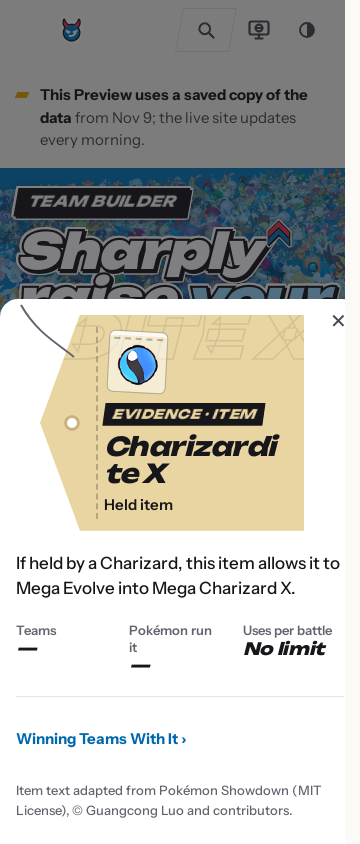 This Preview uses a saved copy of the
data from Nov 9; the live site updates
every morning.
TEAM BUILDER
Sharply
raise your
EVIDENCE · ITEM
Charizardi
te X
Held item
If held by a Charizard, this item allows it to
Mega Evolve into Mega Charizard X.
Teams
—
Pokémon run
it
—
Uses per battle
No limit
Winning Teams With It ›
Item text adapted from Pokémon Showdown (MIT
License), © Guangcong Luo and contributors.